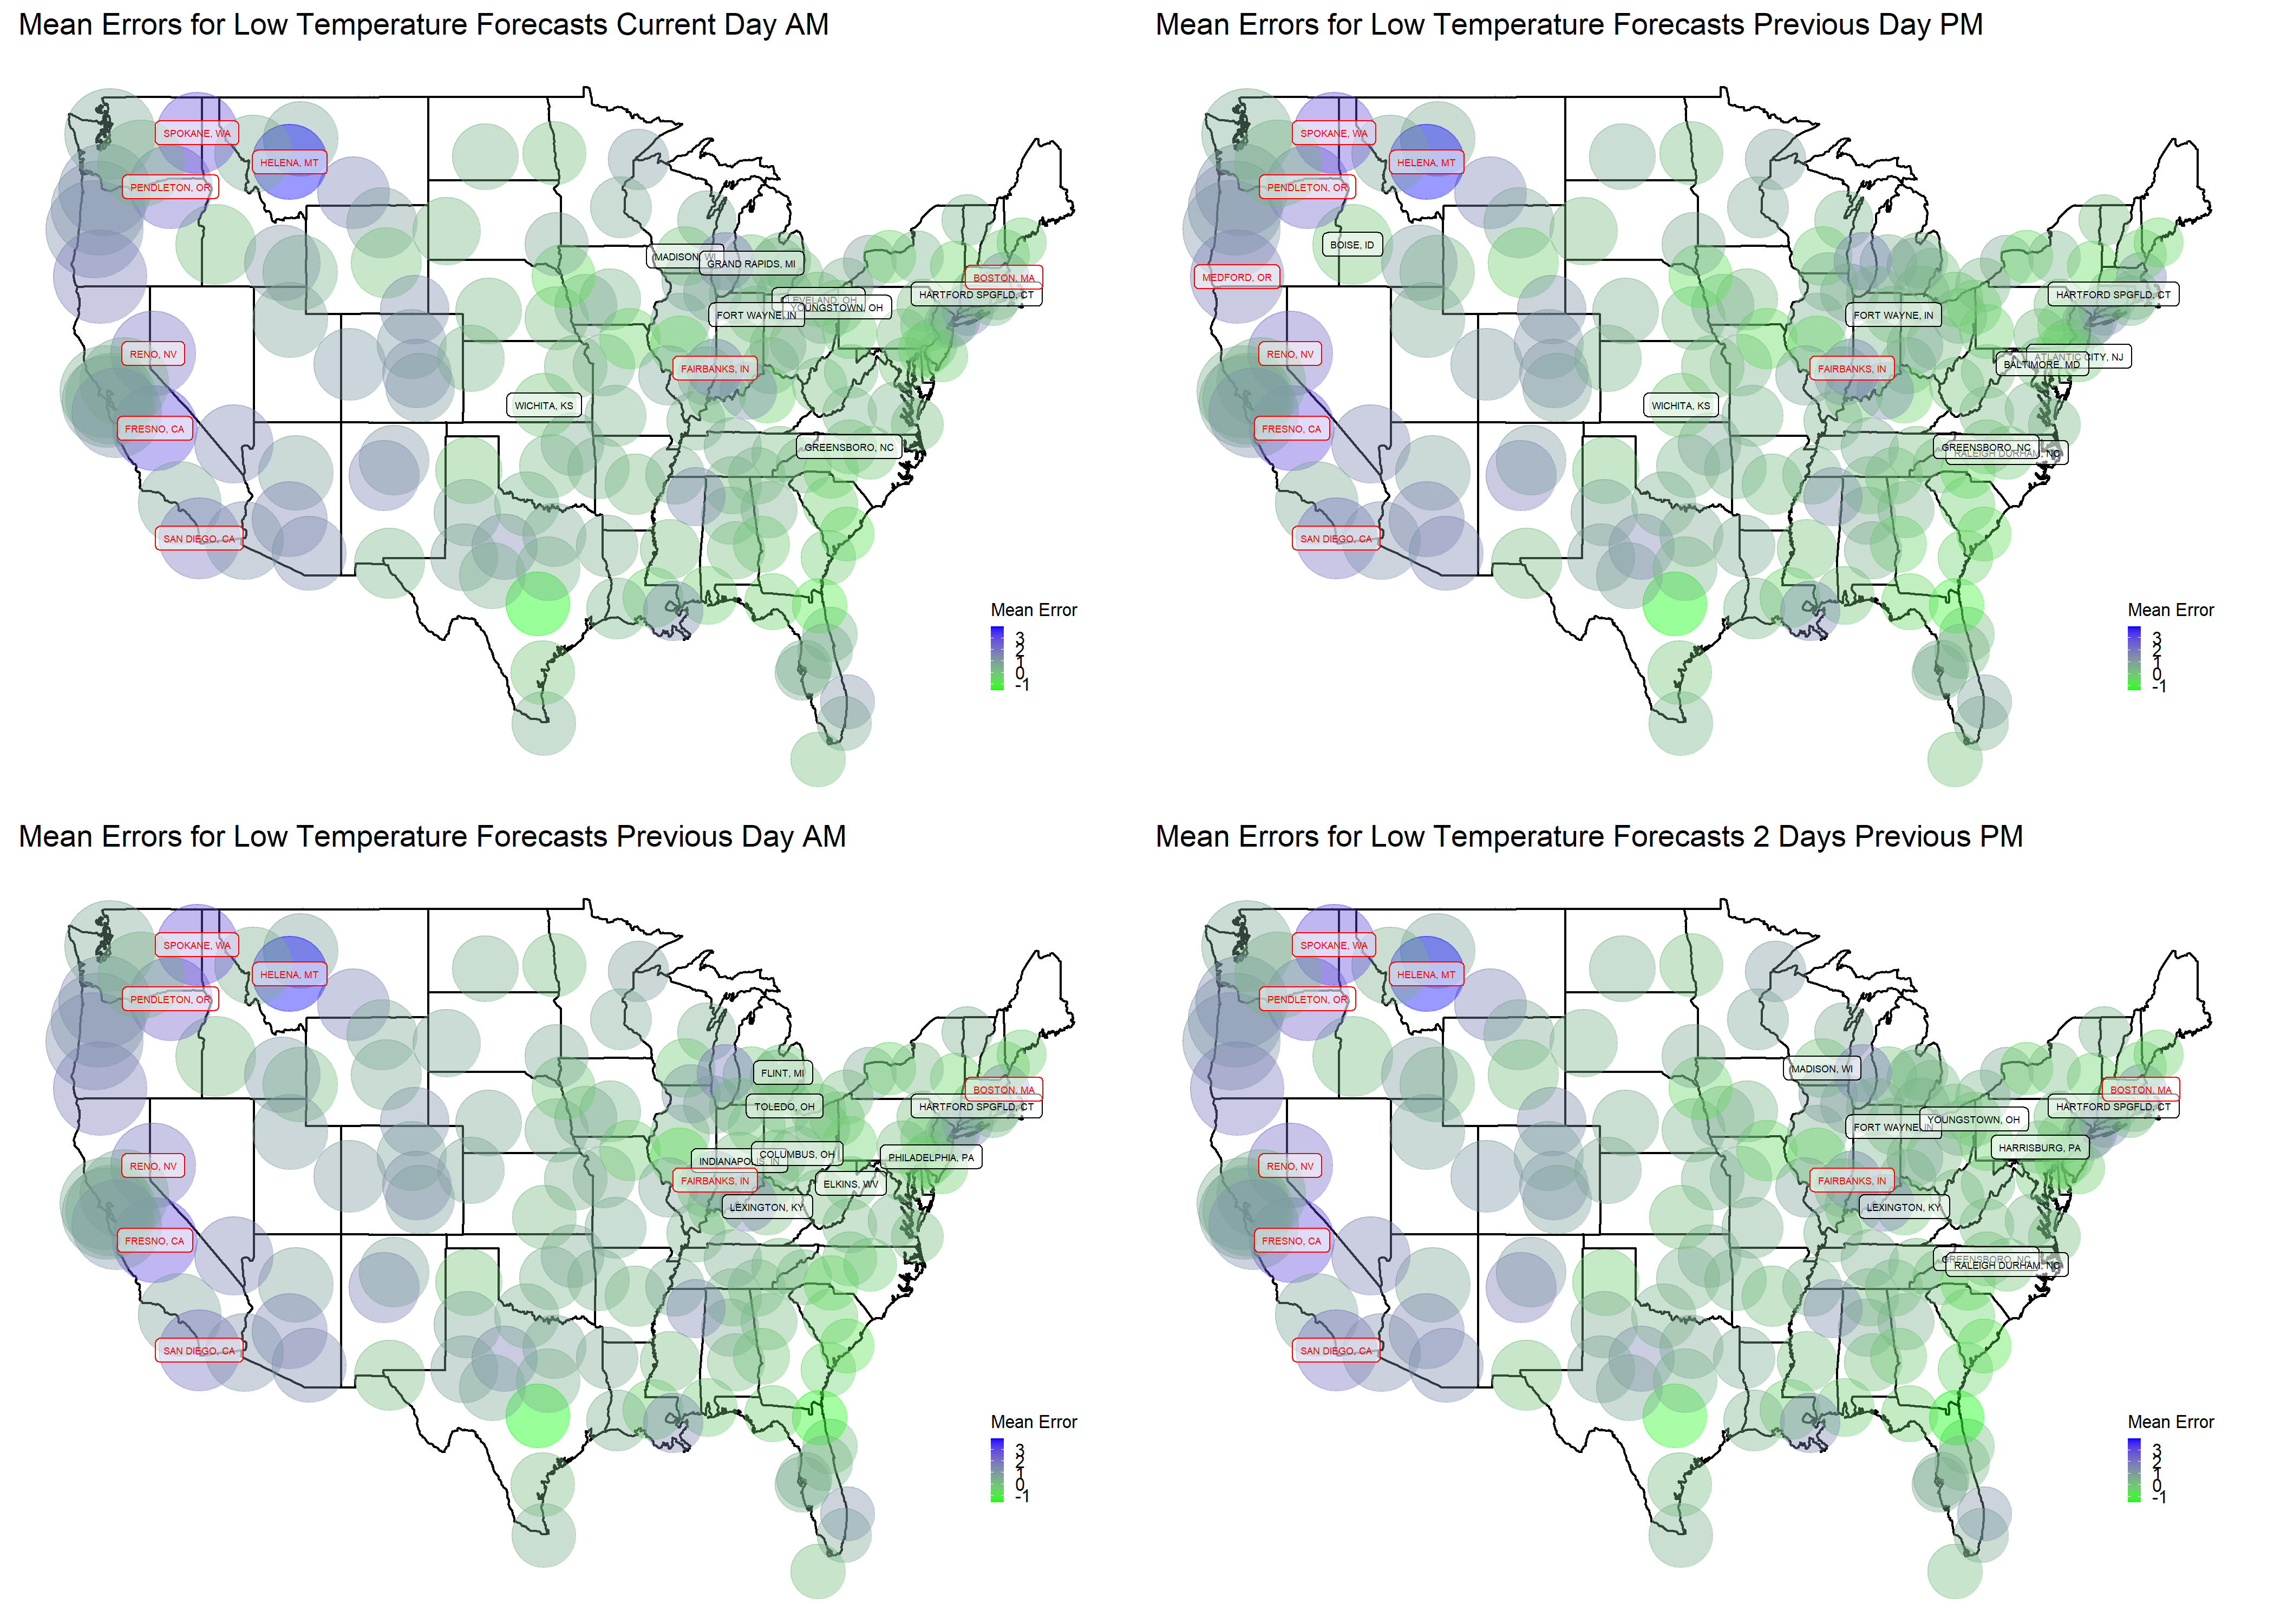 Mean Errors for Low Temperature Forecasts Current Day AM
SPOKANE, WA
HELENA, MT
PENDLETON, OR
MADISON, WI
GRAND RAPIDS, MI
BOSTON, MA
HARTFORD SPGFLD, CT
EVELAND, OH
YOUNGSTOWN, OH
FORT WAYNE, IN
RENO, NV
FAIRBANKS, IN
WICHITA, KS
FRESNO, CA
GREENSBORO, NC
SAN DIEGO, CA
Mean Error
3
2
1
0
-1
Mean Errors for Low Temperature Forecasts Previous Day PM
SPOKANE, WA
HELENA, MT
PENDLETON, OR
BOISE, ID
MEDFORD, OR
HARTFORD SPGFLD, CT
FORT WAYNE, IN
RENO, NV
ATLANTIC CITY, NJ
BALTIMORE, MD
FAIRBANKS, IN
WICHITA, KS
FRESNO, CA
GREENSBORO, NC
RALEIGH DURHAM, NC
SAN DIEGO, CA
Mean Error
3
2
1
0
-1
Mean Errors for Low Temperature Forecasts Previous Day AM
SPOKANE, WA
HELENA, MT
PENDLETON, OR
FLINT, MI
BOSTON, MA
TOLEDO, OH
HARTFORD SPGFLD, CT
COLUMBUS, OH
PHILADELPHIA, PA
INDIANAPOLIS, IN
RENO, NV
FAIRBANKS, IN
ELKINS, WV
LEXINGTON, KY
FRESNO, CA
SAN DIEGO, CA
Mean Error
3
2
1
0
-1
Mean Errors for Low Temperature Forecasts 2 Days Previous PM
SPOKANE, WA
HELENA, MT
PENDLETON, OR
MADISON, WI
BOSTON, MA
HARTFORD SPGFLD, CT
YOUNGSTOWN, OH
FORT WAYNE, IN
HARRISBURG, PA
RENO, NV
FAIRBANKS, IN
LEXINGTON, KY
FRESNO, CA
GREENSBORO, NC
RALEIGH DURHAM, NC
SAN DIEGO, CA
Mean Error
3
2
1
0
-1